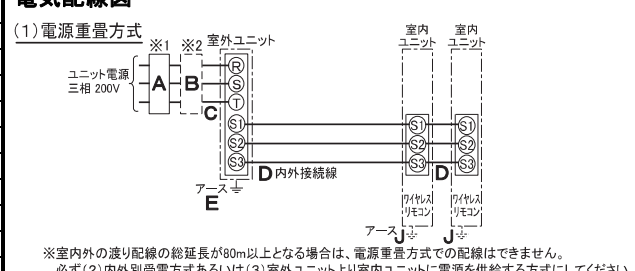 電気配線図
(1)電源重畳方式
※1 ※2 室外ユニット
室内ユニット
室内ユニット
ユニット電源
三相 200V
A
B
C
R
S
T
S1
S2
S3
D内外接続線
S1
S2
S3
D
S1
S2
S3
アース
E
ワイヤレスリモコン
ワイヤレスリモコン
アース
J
J
※室内外の渡り配線の総延長が80m以上となる場合は、電源重畳方式での配線はできません。
必ず(2)内外別受電方式あるいは(3)室外ユニットより室内ユニットに電源を供給する方式にしてください。